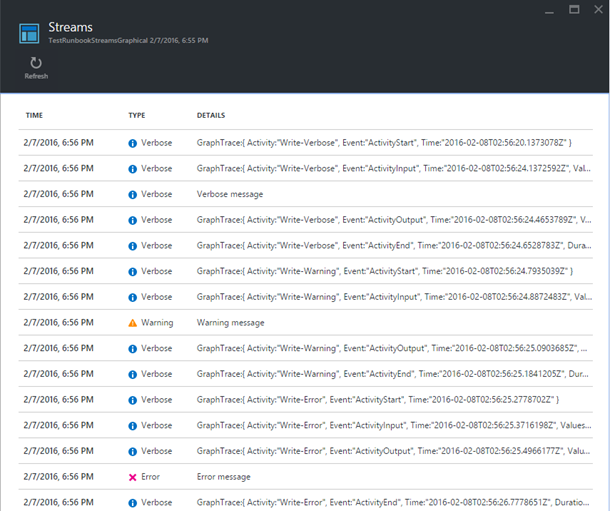 Streams
TestRunbookStreamsGraphical 2/7/2016, 6:55 PM
Refresh
TIME TYPE DETAILS
2/7/2016, 6:56 PM Verbose GraphTrace:{ Activity:"Write-Verbose", Event:"ActivityStart", Time:"2016-02-08T02:56:20.1373078Z" }
2/7/2016, 6:56 PM Verbose GraphTrace:{ Activity:"Write-Verbose", Event:"ActivityInput", Time:"2016-02-08T02:56:24.1372592Z", Val...
2/7/2016, 6:56 PM Verbose Verbose message
2/7/2016, 6:56 PM Verbose GraphTrace:{ Activity:"Write-Verbose", Event:"ActivityOutput", Time:"2016-02-08T02:56:24.4653789Z", V...
2/7/2016, 6:56 PM Verbose GraphTrace:{ Activity:"Write-Verbose", Event:"ActivityEnd", Time:"2016-02-08T02:56:24.6528783Z", Dura...
2/7/2016, 6:56 PM Verbose GraphTrace:{ Activity:"Write-Warning", Event:"ActivityStart", Time:"2016-02-08T02:56:24.7935039Z" }
2/7/2016, 6:56 PM Verbose GraphTrace:{ Activity:"Write-Warning", Event:"ActivityInput", Time:"2016-02-08T02:56:24.8872483Z", Val...
2/7/2016, 6:56 PM Warning Warning message
2/7/2016, 6:56 PM Verbose GraphTrace:{ Activity:"Write-Warning", Event:"ActivityOutput", Time:"2016-02-08T02:56:25.0903685Z", ...
2/7/2016, 6:56 PM Verbose GraphTrace:{ Activity:"Write-Warning", Event:"ActivityEnd", Time:"2016-02-08T02:56:25.1841205Z", Dur...
2/7/2016, 6:56 PM Verbose GraphTrace:{ Activity:"Write-Error", Event:"ActivityStart", Time:"2016-02-08T02:56:25.2778702Z" }
2/7/2016, 6:56 PM Verbose GraphTrace:{ Activity:"Write-Error", Event:"ActivityInput", Time:"2016-02-08T02:56:25.3716198Z", Values...
2/7/2016, 6:56 PM Verbose GraphTrace:{ Activity:"Write-Error", Event:"ActivityOutput", Time:"2016-02-08T02:56:25.4966177Z", Valu...
2/7/2016, 6:56 PM Error Error message
2/7/2016, 6:56 PM Verbose GraphTrace:{ Activity:"Write-Error", Event:"ActivityEnd", Time:"2016-02-08T02:56:26.7778651Z", Duratio...